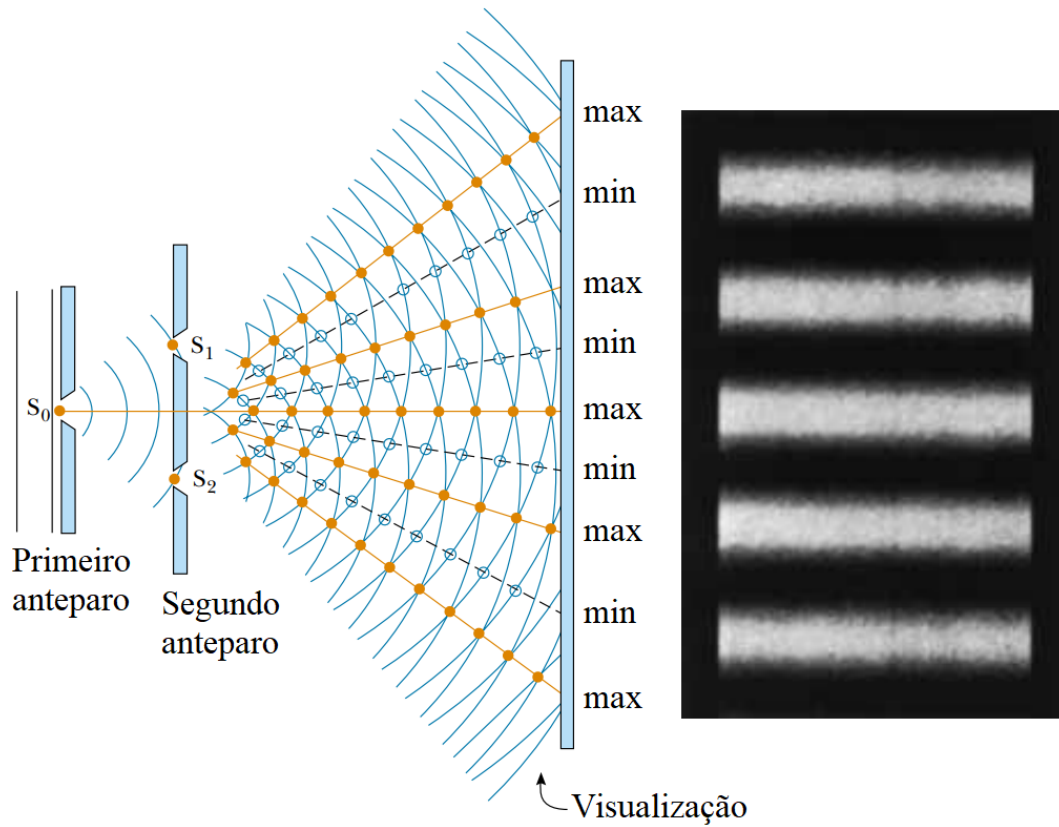 max
min
max
min
max
min
max
min
max
S₀
S₁
S₂
Primeiro
anteparo
Segundo
anteparo
Visualização